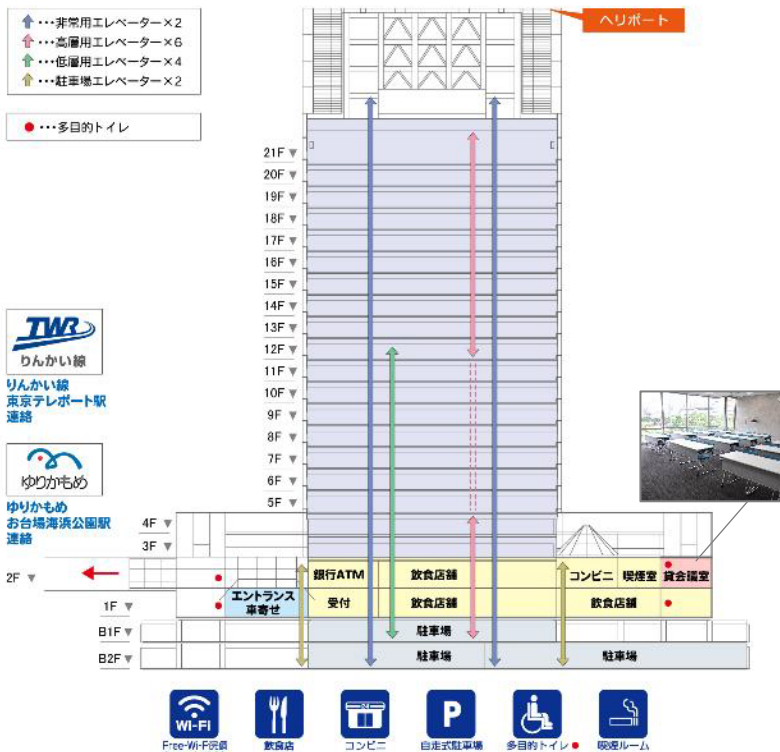 …非常用エレベーター×2
…高層用エレベーター×6
…低層用エレベーター×4
…駐車場エレベーター×2
●…多目的トイレ
ヘリポート
21F▼
20F▼
19F▼
18F▼
17F▼
16F▼
15F▼
14F▼
13F▼
12F▼
11F▼
10F▼
9F▼
8F▼
7F▼
6F▼
5F▼
4F▼
3F▼
2F▼
1F▼
B1F▼
B2F▼
TWR
りんかい線
りんかい線
東京テレポート駅
連絡
ゆりかもめ
ゆりかもめ
お台場海浜公園駅
連絡
銀行ATM
飲食店舗
コンビニ
喫煙室
貸会議室
エントランス
車寄せ
受付
飲食店舗
飲食店舗
駐車場
駐車場
駐車場
Wi-Fi
P
Free-Wi-Fi完備
飲食店
コンビニ
自走式駐車場
多目的トイレ●
喫煙ルーム